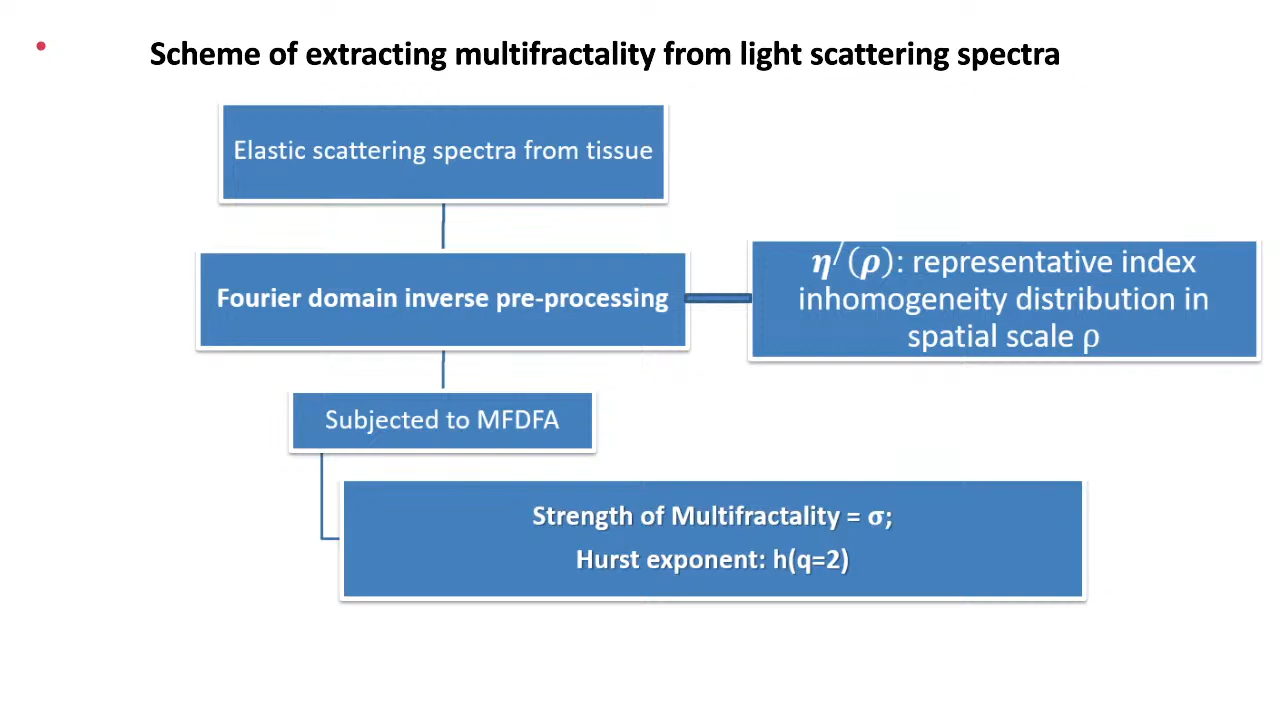 Scheme of extracting multifractality from light scattering spectra
Elastic scattering spectra from tissue
Fourier domain inverse pre-processing
η/(ρ): representative index
inhomogeneity distribution in
spatial scale ρ
Subjected to MFDFA
Strength of Multifractality = σ;
Hurst exponent: h(q=2)